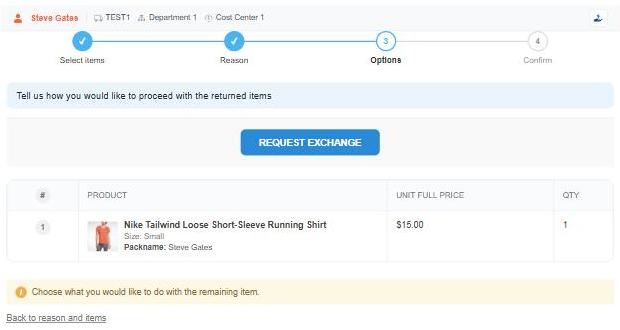 Steve Gates TEST1 Department 1 Cost Center 1
3 4
Select items Reason Options Confirm
Tell us how you would like to proceed with the returned items
REQUEST EXCHANGE
# PRODUCT UNIT FULL PRICE QTY
1 Nike Tailwind Loose Short-Sleeve Running Shirt $15.00 1
Size: Small
Packname: Steve Gates
Choose what you would like to do with the remaining item.
Back to reason and items